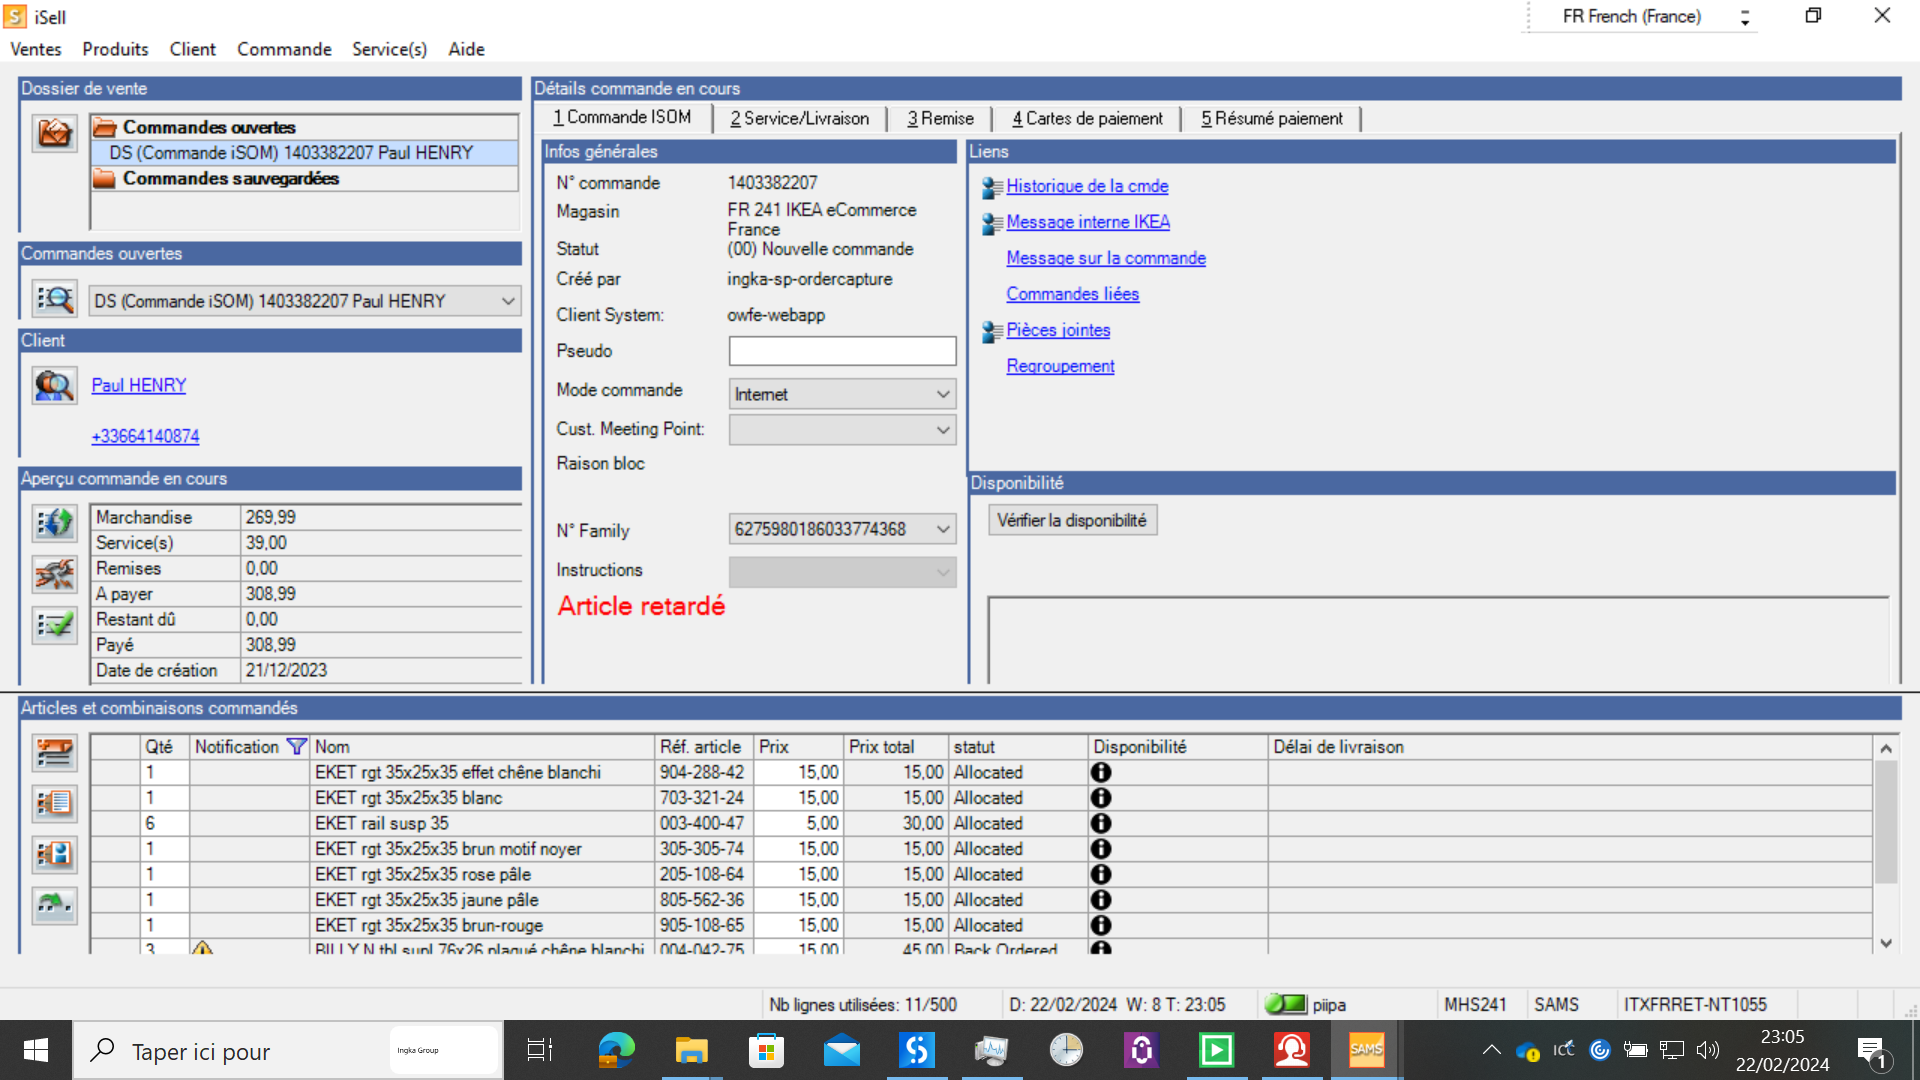 iSell
FR French (France)
Ventes Produits Client Commande Service(s) Aide
Dossier de vente
Commandes ouvertes
DS (Commande iSOM) 1403382207 Paul HENRY
Commandes sauvegardées
Commandes ouvertes
DS (Commande iSOM) 1403382207 Paul HENRY
Client
Paul HENRY
+33664140874
Aperçu commande en cours
Marchandise 269,99
Service(s) 39,00
Remises 0,00
A payer 308,99
Restant dû 0,00
Payé 308,99
Date de création 21/12/2023
Détails commande en cours
1 Commande ISOM 2 Service/Livraison 3 Remise 4 Cartes de paiement 5 Résumé paiement
Infos générales
N° commande 1403382207
Magasin FR 241 IKEA eCommerce
France
Statut (00) Nouvelle commande
Créé par ingka-sp-ordercapture
Client System: owfe-webapp
Pseudo
Mode commande Internet
Cust. Meeting Point:
Raison bloc
N° Family 6275980186033774368
Instructions
Article retardé
Liens
Historique de la cmde
Message interne IKEA
Message sur la commande
Commandes liées
Pièces jointes
Regroupement
Disponibilité
Vérifier la disponibilité
Articles et combinaisons commandés
Qté Notification Nom Réf. article Prix Prix total statut Disponibilité Délai de livraison
1 EKET rgt 35x25x35 effet chêne blanchi 904-288-42 15,00 15,00 Allocated
1 EKET rgt 35x25x35 blanc 703-321-24 15,00 15,00 Allocated
6 EKET rail susp 35 003-400-47 5,00 30,00 Allocated
1 EKET rgt 35x25x35 brun motif noyer 305-305-74 15,00 15,00 Allocated
1 EKET rgt 35x25x35 rose pâle 205-108-64 15,00 15,00 Allocated
1 EKET rgt 35x25x35 jaune pâle 805-562-36 15,00 15,00 Allocated
1 EKET rgt 35x25x35 brun-rouge 905-108-65 15,00 15,00 Allocated
3 BILLY N tbl supl 76x26 plaqué chêne blanchi 004-042-75 15,00 45,00 Back Ordered
Nb lignes utilisées: 11/500 D: 22/02/2024 W: 8 T: 23:05 piipa MHS241 SAMS ITXFRRET-NT1055
Taper ici pour
Ingka Group
SAMS
ICC
23:05
22/02/2024
1